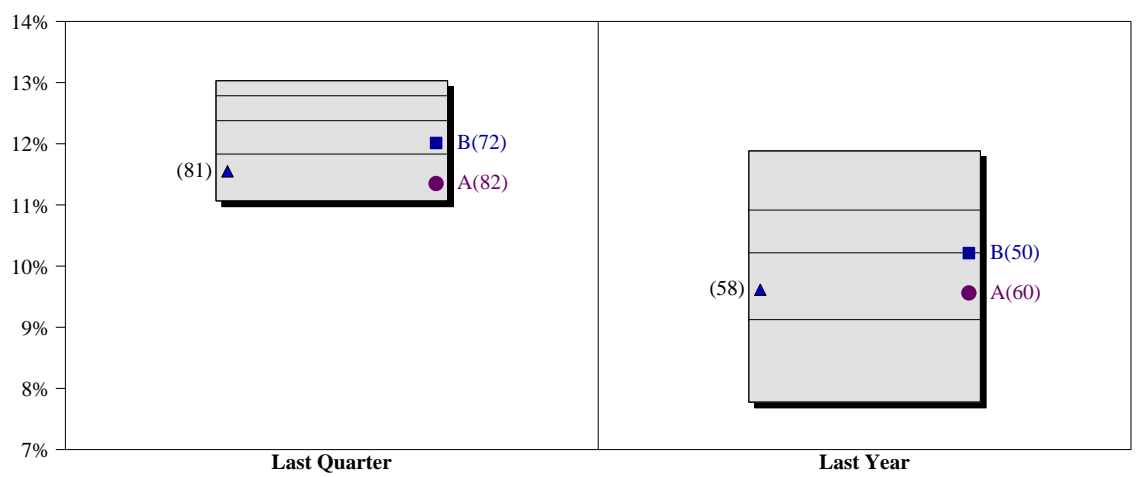 14%
13%
12%
11%
10%
9%
8%
7%
(81)
B(72)
A(82)
(58)
B(50)
A(60)
Last Quarter
Last Year